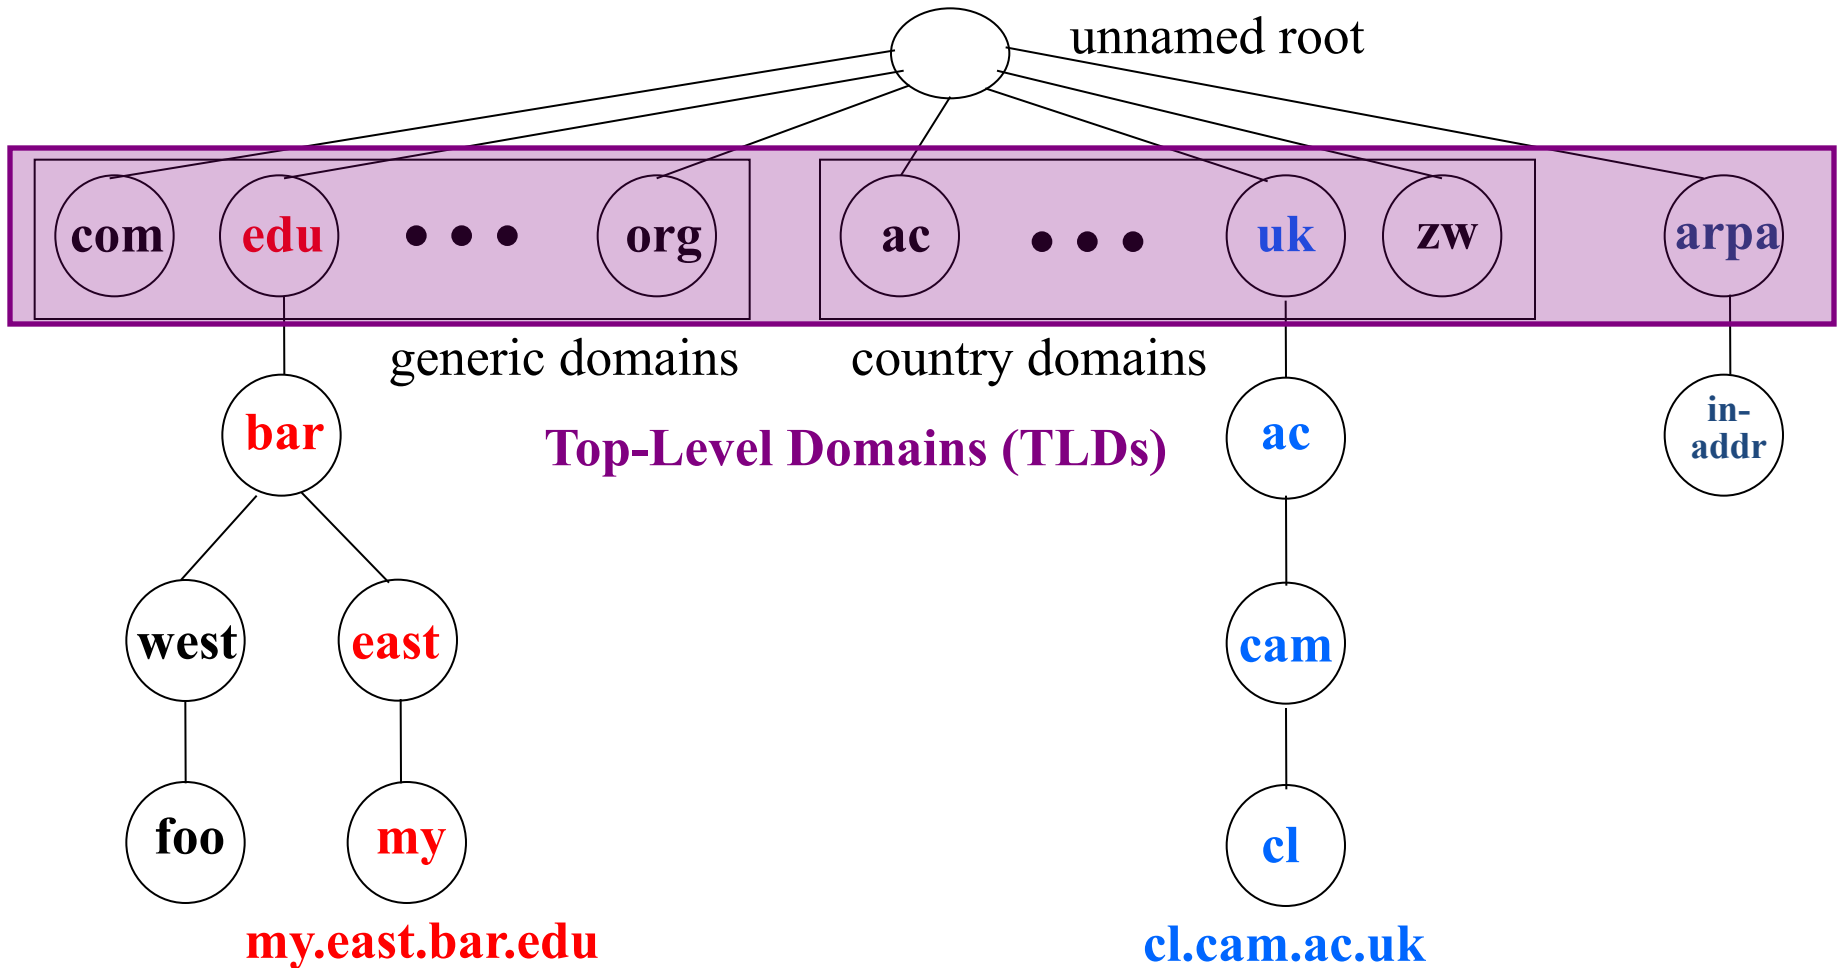 unnamed root
com edu • • • org ac • • • uk zw arpa
generic domains country domains
bar
Top-Level Domains (TLDs)
ac
in-
addr
west east cam
foo my cl
my.east.bar.edu cl.cam.ac.uk